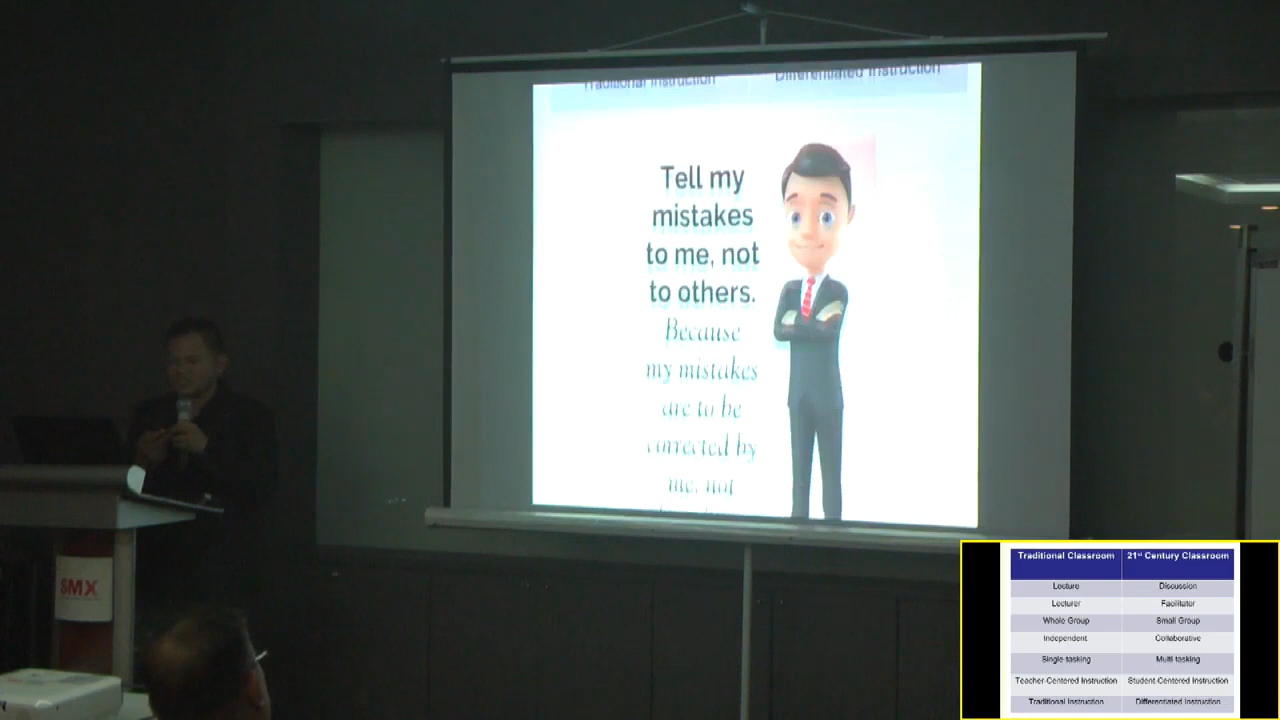 Traditional Instruction Differentiated Instruction
Tell my
mistakes
to me, not
to others.
Because
my mistakes
are to be
corrected by
me, not
SMX
Traditional Classroom 21st Century Classroom
Lecture Discussion
Lecturer Facilitator
Whole Group Small Group
Independent Collaborative
Single tasking Multi tasking
Teacher-Centered Instruction Student-Centered Instruction
Traditional Instruction Differentiated Instruction